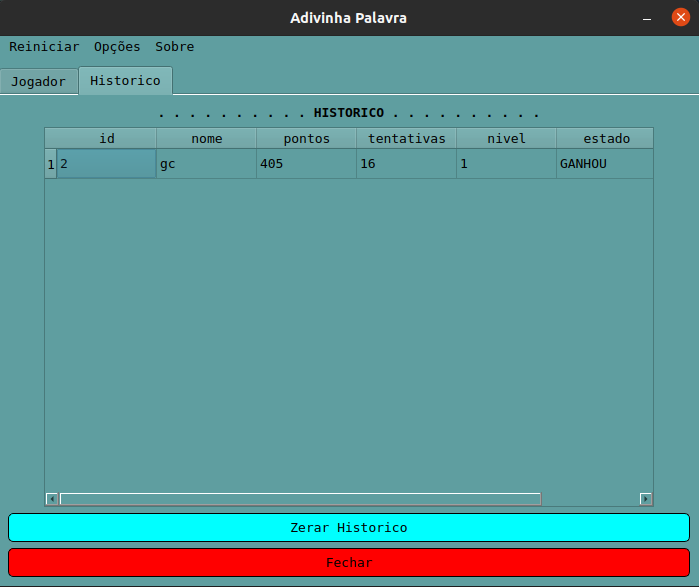 Adivinha Palavra
Reiniciar Opções Sobre
Jogador Historico
. . . . . . . . . . HISTORICO . . . . . . . . . .
id nome pontos tentativas nivel estado
1 2 gc 405 16 1 GANHOU
Zerar Historico
Fechar